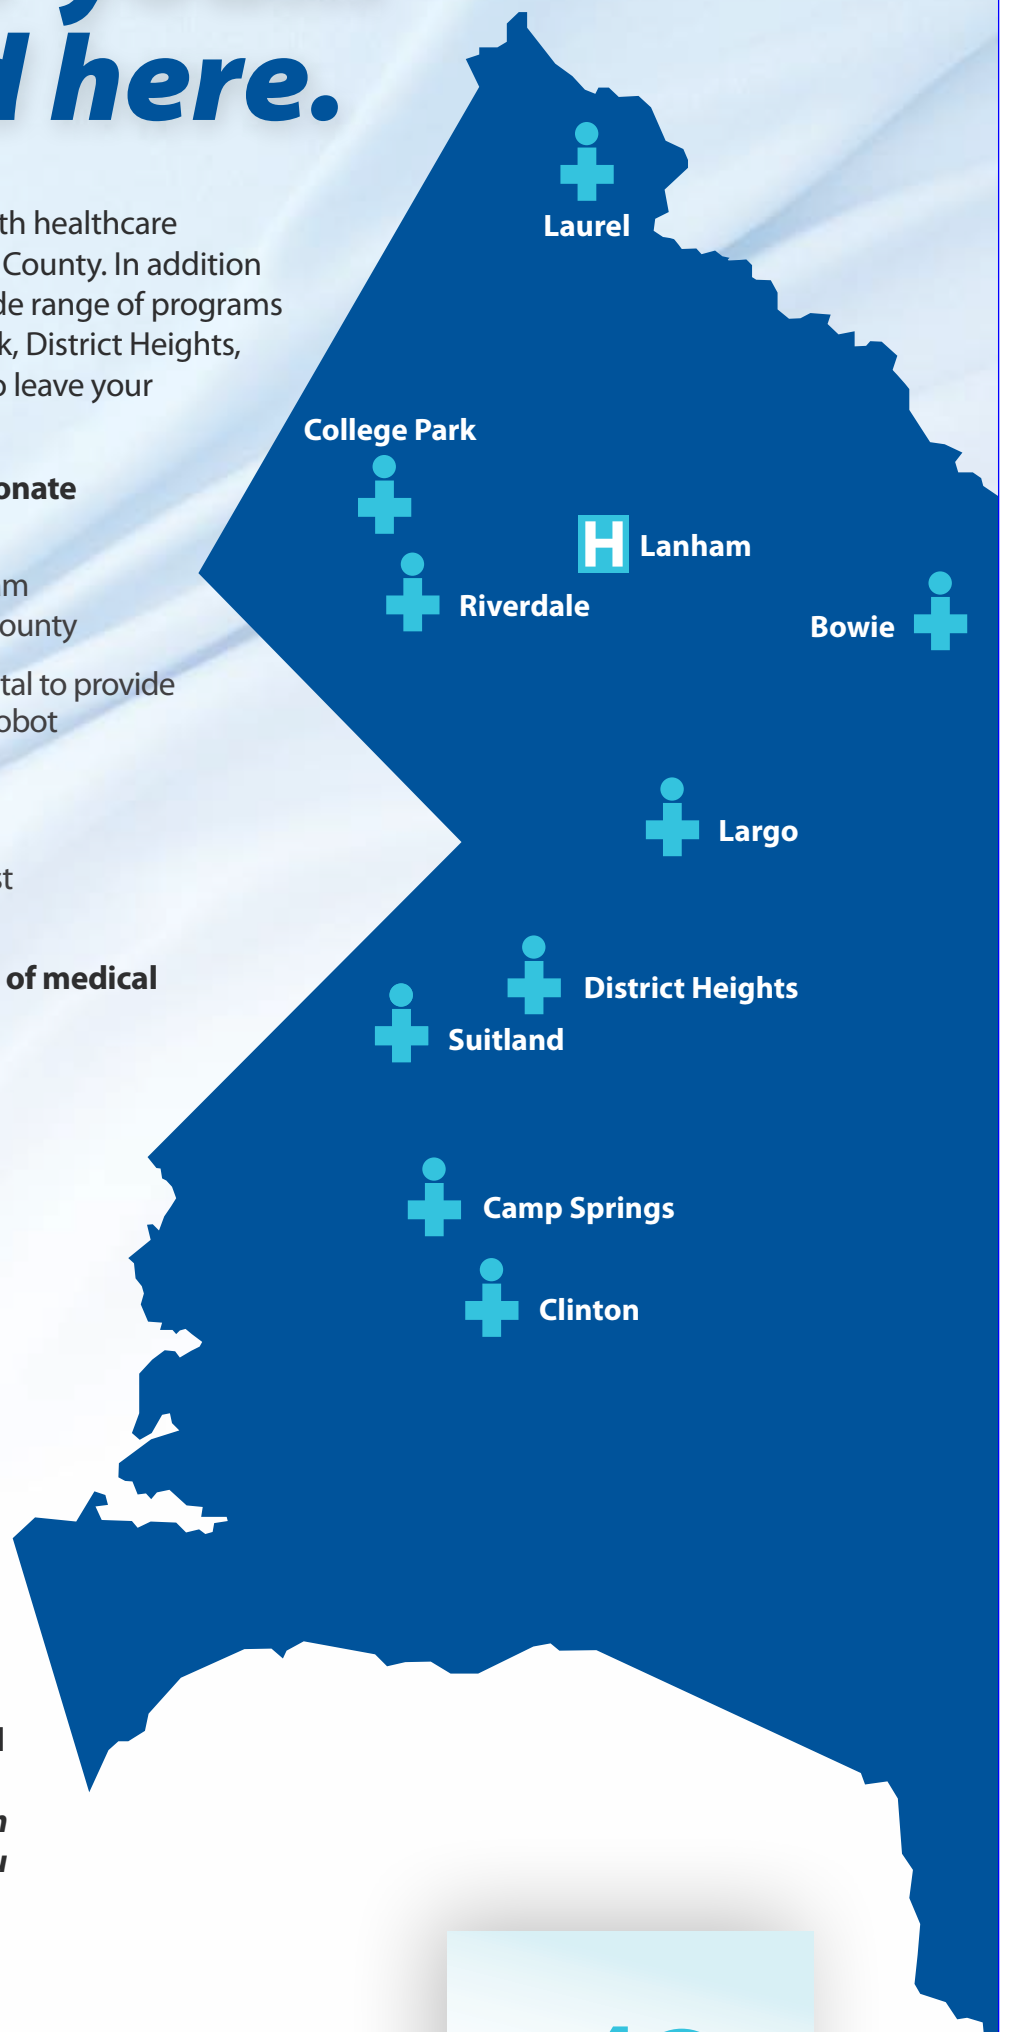 here.
th healthcare
County. In addition
de range of programs
k, District Heights,
o leave your
onate
m
ounty
tal to provide
obot
st
of medical
Laurel
College Park
H Lanham
Riverdale
Bowie
Largo
District Heights
Suitland
Camp Springs
Clinton